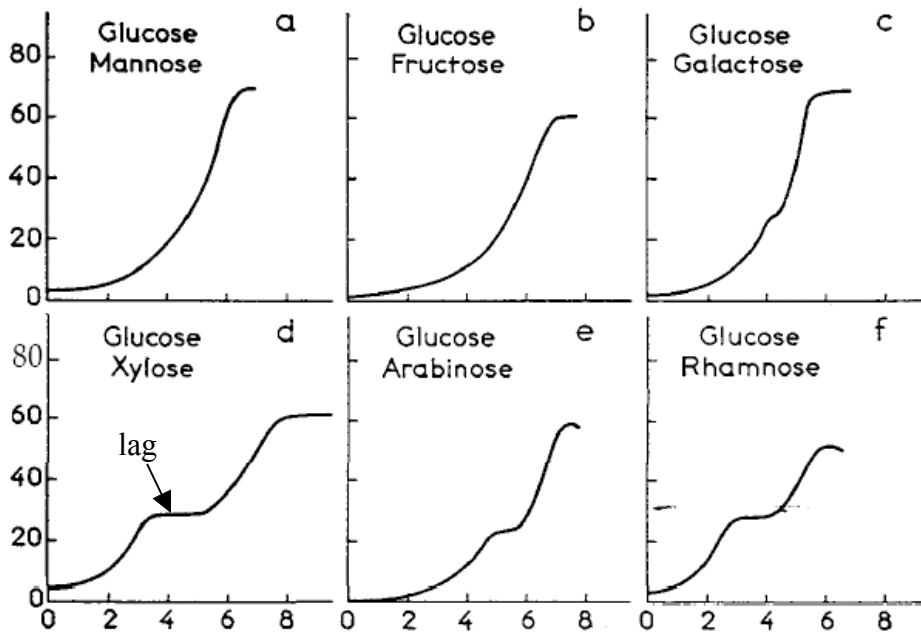 Glucose
Mannose
a
Glucose
Fructose
b
Glucose
Galactose
c
80
60
40
20
0
Glucose
Xylose
d
lag
Glucose
Arabinose
e
Glucose
Rhamnose
f
80
60
40
20
0
0 2 4 6 8
0 2 4 6 8
0 2 4 6 8